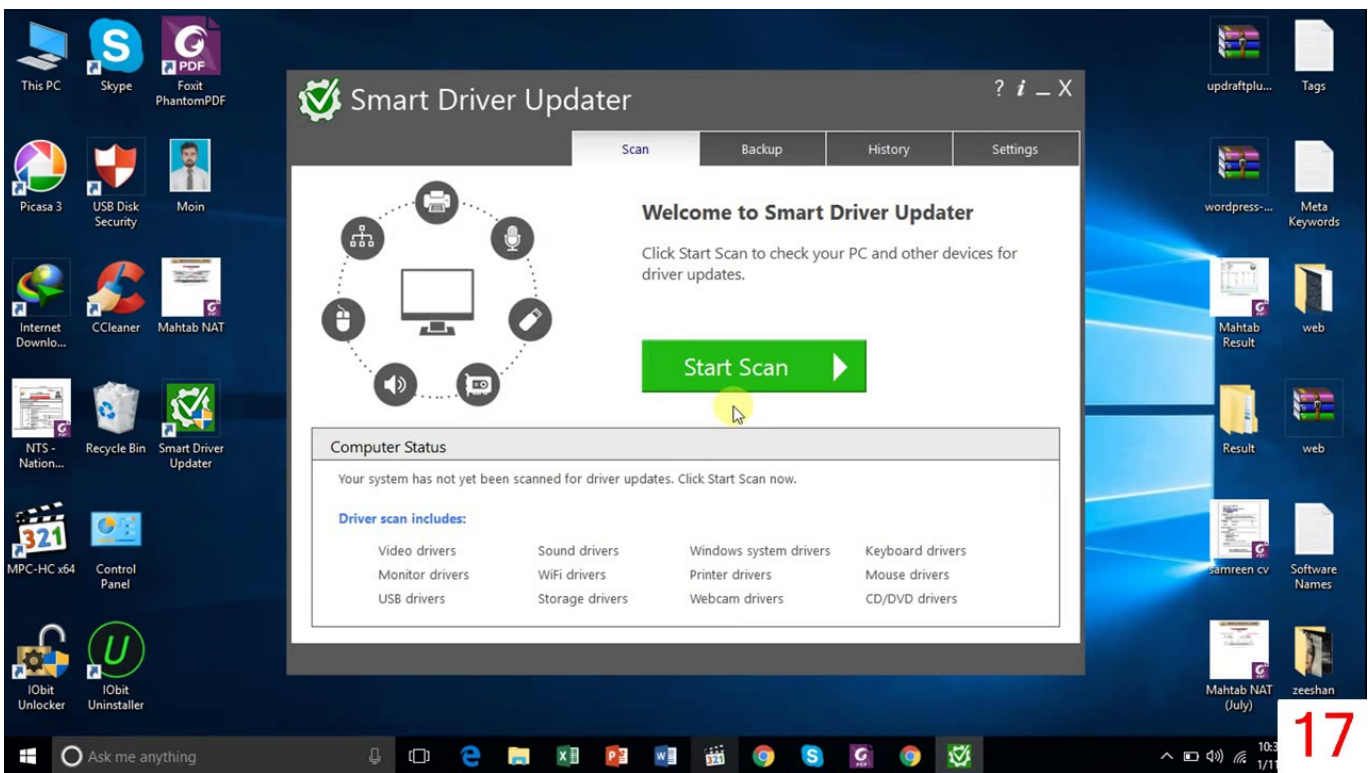 This PC
Skype
Foxit
PhantomPDF
Picasa 3
USB Disk
Security
Moin
Internet
Downlo...
CCleaner
Mahtab NAT
NTS -
Nation...
Recycle Bin
Smart Driver
Updater
MPC-HC x64
Control
Panel
IObit
Unlocker
IObit
Uninstaller
Smart Driver Updater
? i _ X
Scan
Backup
History
Settings
Welcome to Smart Driver Updater
Click Start Scan to check your PC and other devices for
driver updates.
Start Scan
Computer Status
Your system has not yet been scanned for driver updates. Click Start Scan now.
Driver scan includes:
Video drivers Sound drivers Windows system drivers Keyboard drivers
Monitor drivers WiFi drivers Printer drivers Mouse drivers
USB drivers Storage drivers Webcam drivers CD/DVD drivers
updraftplu...
Tags
wordpress-...
Meta
Keywords
Mahtab
Result
web
Result
web
samreen cv
Software
Names
Mahtab NAT
(July)
zeeshan
17
Ask me anything